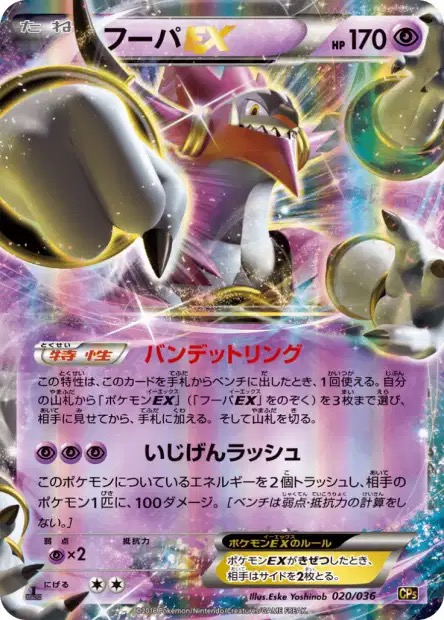 たね フーパEX HP170
とくせい
特性 バンデットリング
この特性は、このカードを手札からベンチに出したとき、1回使える。自分
の山札から「ポケモンEX」(「フーパEX」をのぞく)を3枚まで選び、
相手に見せてから、手札に加える。そして山札を切る。
いじげんラッシュ
このポケモンについているエネルギーを2個トラッシュし、相手の
ポケモン1匹に、100ダメージ。[ベンチは弱点・抵抗力の計算をし
ない。]
弱点 抵抗力
×2
ポケモンEXのルール
ポケモンEXがきぜつしたとき、
相手はサイドを2枚とる。
にげる
Illus.Eske Yoshinob 020/036 CP5
©2016 Pokémon/Nintendo/Creatures/GAME FREAK.